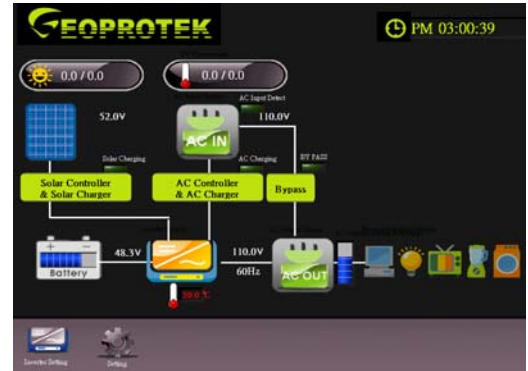 GEOPROTEK
PM 03:00:39
0.0 / 0.0
0.0 / 0.0
52.0V
AC Input Detect
110.0V
AC IN
Solar Charging
AC Charging
BY PASS
Solar Controller
& Solar Charger
AC Controller
& AC Charger
Bypass
48.3V
110.0V
60Hz
Battery
AC OUT
Inverter Setting
Setting